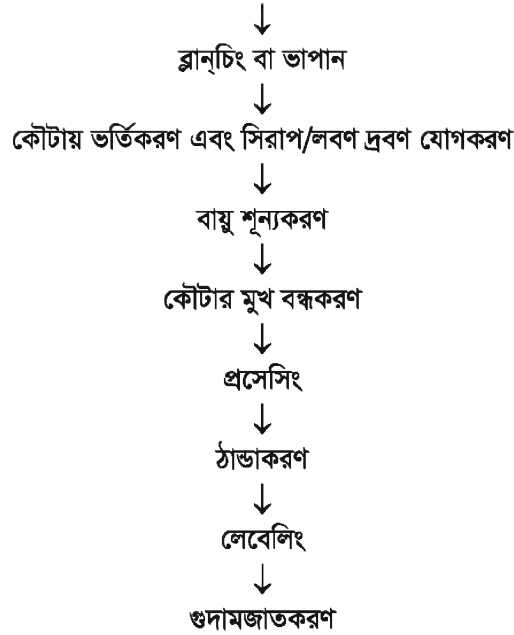 ব্লান্‌চিং বা ভাপান
কৌটায় ভর্তিকরণ এবং সিরাপ/লবণ দ্রবণ যোগকরণ
বায়ু শূন্যকরণ
কৌটার মুখ বন্ধকরণ
প্রসেসিং
ঠান্ডাকরণ
লেবেলিং
গুদামজাতকরণ